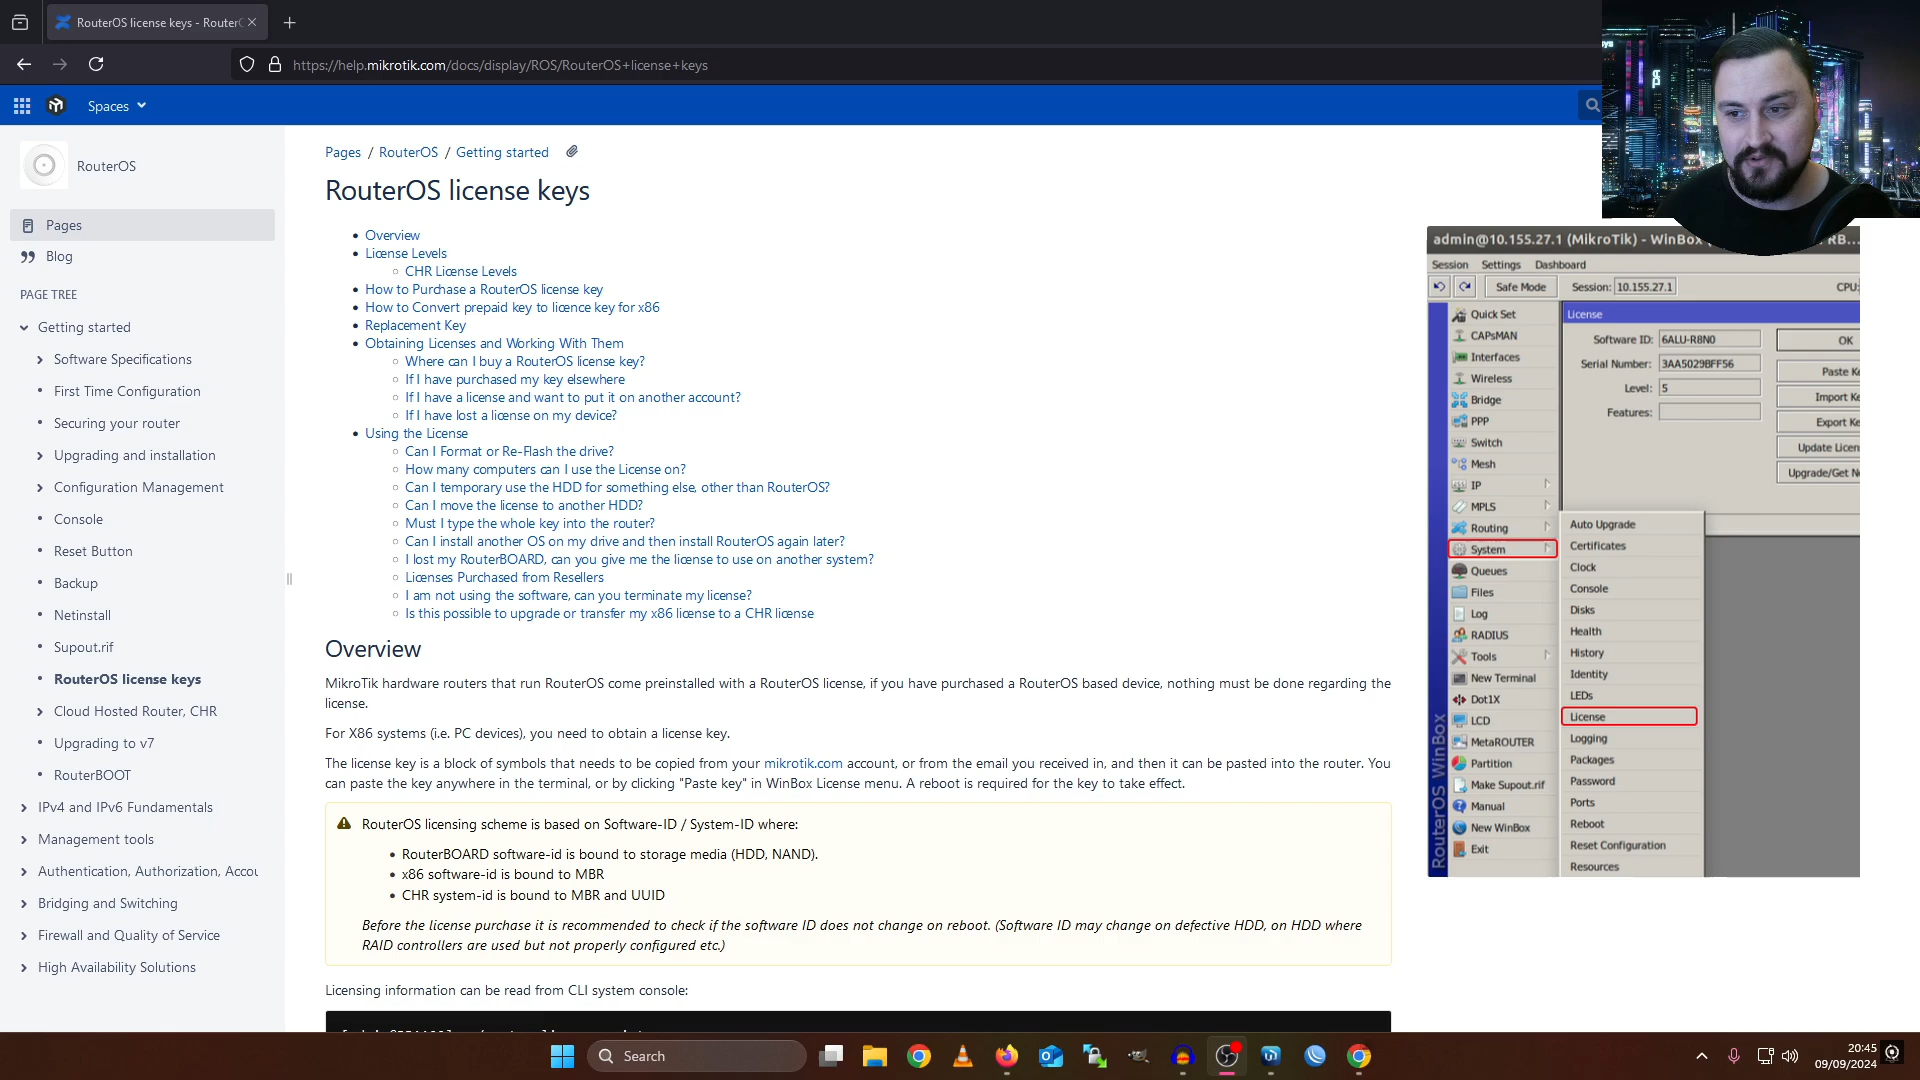 RouterOS license keys - Router
https://help.mikrotik.com/docs/display/ROS/RouterOS+license+keys
Spaces
RouterOS
Pages
Blog
PAGE TREE
Getting started
Software Specifications
First Time Configuration
Securing your router
Upgrading and installation
Configuration Management
Console
Reset Button
Backup
Netinstall
Supout.rif
RouterOS license keys
Cloud Hosted Router, CHR
Upgrading to v7
RouterBOOT
IPv4 and IPv6 Fundamentals
Management tools
Authentication, Authorization, Accou
Bridging and Switching
Firewall and Quality of Service
High Availability Solutions
Pages / RouterOS / Getting started
RouterOS license keys
Overview
License Levels
CHR License Levels
How to Purchase a RouterOS license key
How to Convert prepaid key to licence key for x86
Replacement Key
Obtaining Licenses and Working With Them
Where can I buy a RouterOS license key?
If I have purchased my key elsewhere
If I have a license and want to put it on another account?
If I have lost a license on my device?
Using the License
Can I Format or Re-Flash the drive?
How many computers can I use the License on?
Can I temporary use the HDD for something else, other than RouterOS?
Can I move the license to another HDD?
Must I type the whole key into the router?
Can I install another OS on my drive and then install RouterOS again later?
I lost my RouterBOARD, can you give me the license to use on another system?
Licenses Purchased from Resellers
I am not using the software, can you terminate my license?
Is this possible to upgrade or transfer my x86 license to a CHR license
Overview
MikroTik hardware routers that run RouterOS come preinstalled with a RouterOS license, if you have purchased a RouterOS based device, nothing must be done regarding the
license.
For X86 systems (i.e. PC devices), you need to obtain a license key.
The license key is a block of symbols that needs to be copied from your mikrotik.com account, or from the email you received in, and then it can be pasted into the router. You
can paste the key anywhere in the terminal, or by clicking "Paste key" in WinBox License menu. A reboot is required for the key to take effect.
RouterOS licensing scheme is based on Software-ID / System-ID where:
RouterBOARD software-id is bound to storage media (HDD, NAND).
x86 software-id is bound to MBR
CHR system-id is bound to MBR and UUID
Before the license purchase it is recommended to check if the software ID does not change on reboot. (Software ID may change on defective HDD, on HDD where
RAID controllers are used but not properly configured etc.)
Licensing information can be read from CLI system console:
admin@10.155.27.1 (MikroTik) - WinBox
RB...
Session Settings Dashboard
Safe Mode Session: 10.155.27.1 CPU:
Quick Set
CAPsMAN
Interfaces
Wireless
Bridge
PPP
Switch
Mesh
IP
MPLS
Routing
System
Queues
Files
Log
RADIUS
Tools
New Terminal
Dot1X
LCD
MetaROUTER
Partition
Make Supout.rif
Manual
New WinBox
Exit
RouterOS WinBox
License
Software ID: 6ALU-R8N0
Serial Number: 3AA5029BFF56
Level: 5
Features:
OK
Paste Ke
Import Ke
Export Ke
Update Licen
Upgrade/Get Ne
Auto Upgrade
Certificates
Clock
Console
Disks
Health
History
Identity
LEDs
License
Logging
Packages
Password
Ports
Reboot
Reset Configuration
Resources
Search
20:45
09/09/2024